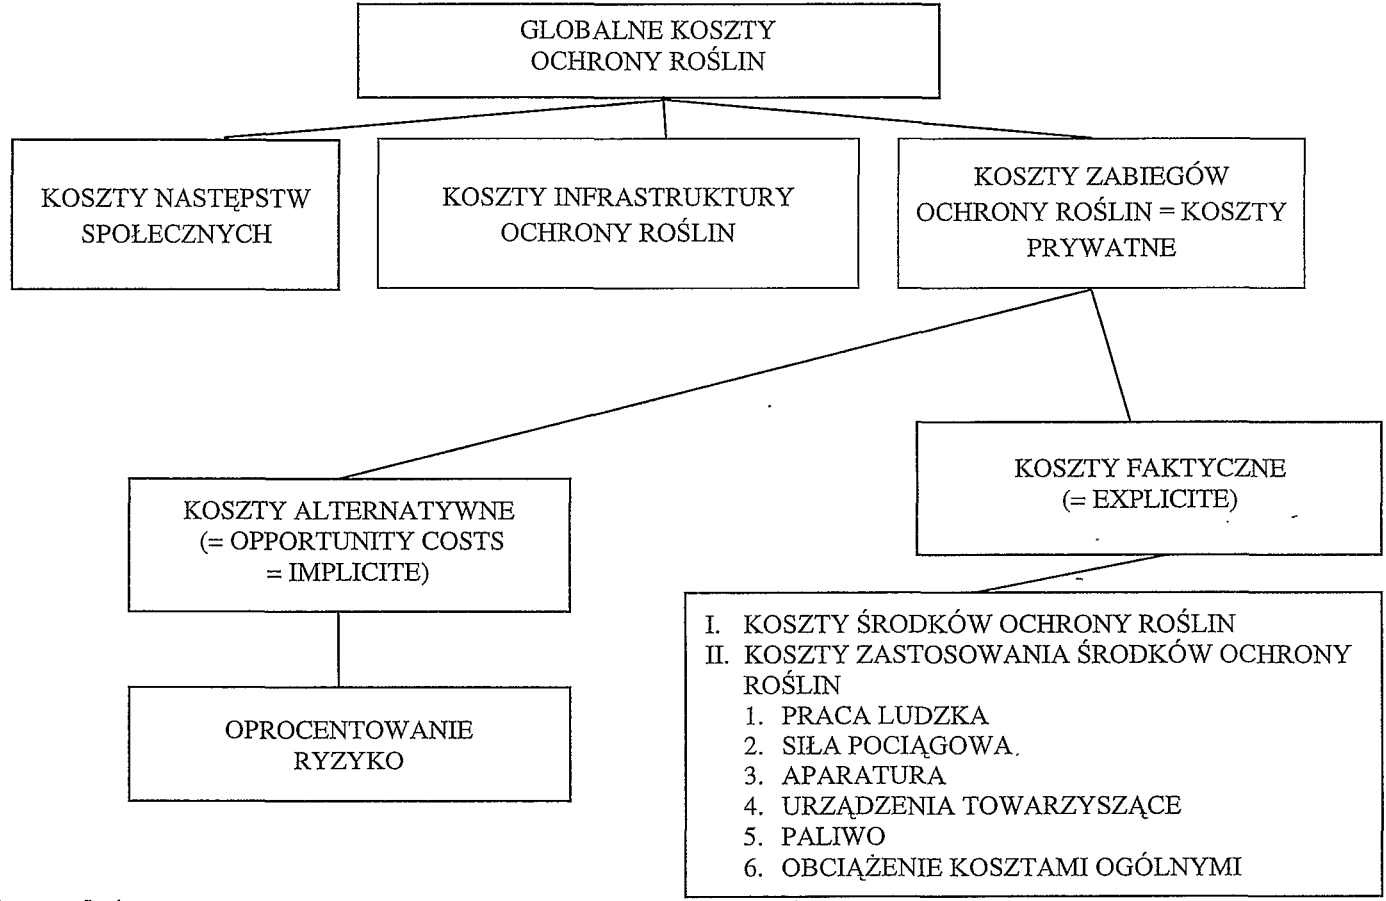 GLOBALNE KOSZTY
OCHRONY ROŚLIN
KOSZTY NASTĘPSTW
SPOŁECZNYCH
KOSZTY INFRASTRUKTURY
OCHRONY ROŚLIN
KOSZTY ZABIEGÓW
OCHRONY ROŚLIN = KOSZTY
PRYWATNE
KOSZTY ALTERNATYWNE
(= OPPORTUNITY COSTS
= IMPLICITE)
OPROCENTOWANIE
RYZYKO
KOSZTY FAKTYCZNE
(= EXPLICITE)
I. KOSZTY ŚRODKÓW OCHRONY ROŚLIN
II. KOSZTY ZASTOSOWANIA ŚRODKÓW OCHRONY
ROŚLIN
1. PRACA LUDZKA
2. SIŁA POCIĄGOWA
3. APARATURA
4. URZĄDZENIA TOWARZYSZĄCE
5. PALIWO
6. OBCIĄŻENIE KOSZTAMI OGÓLNYMI